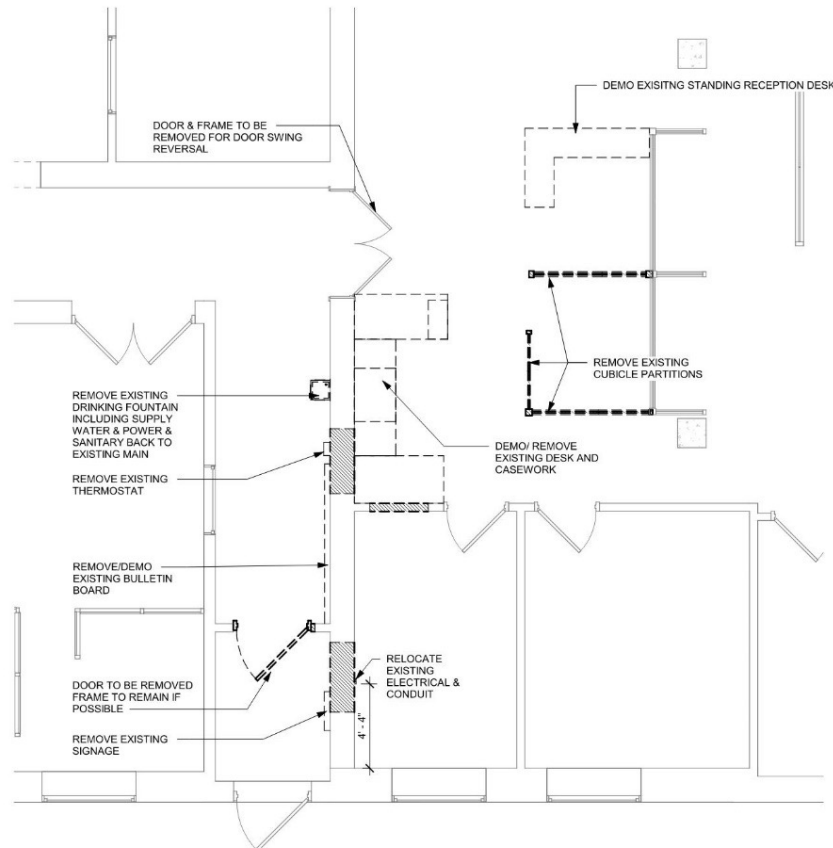 DEMO EXISITNG STANDING RECEPTION DESK
DOOR & FRAME TO BE
REMOVED FOR DOOR SWING
REVERSAL
REMOVE EXISTING
CUBICLE PARTITIONS
REMOVE EXISTING
DRINKING FOUNTAIN
INCLUDING SUPPLY
WATER & POWER &
SANITARY BACK TO
EXISTING MAIN
DEMO/ REMOVE
EXISTING DESK AND
CASEWORK
REMOVE EXISTING
THERMOSTAT
REMOVE/DEMO
EXISTING BULLETIN
BOARD
RELOCATE
EXISTING
ELECTRICAL &
CONDUIT
DOOR TO BE REMOVED
FRAME TO REMAIN IF
POSSIBLE
4' - 4"
REMOVE EXISTING
SIGNAGE